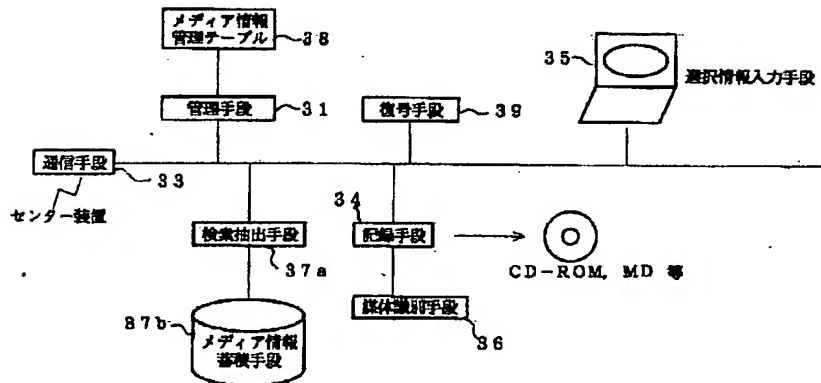 メディア情報
管理テーブル
38
35
選択情報入力手段
管理手段
31
復号手段
39
通信手段
33
センター装置
検索抽出手段
37a
34
記録手段
CD-ROM, MD 等
媒体識別手段
36
37b
メディア情報
蓄積手段